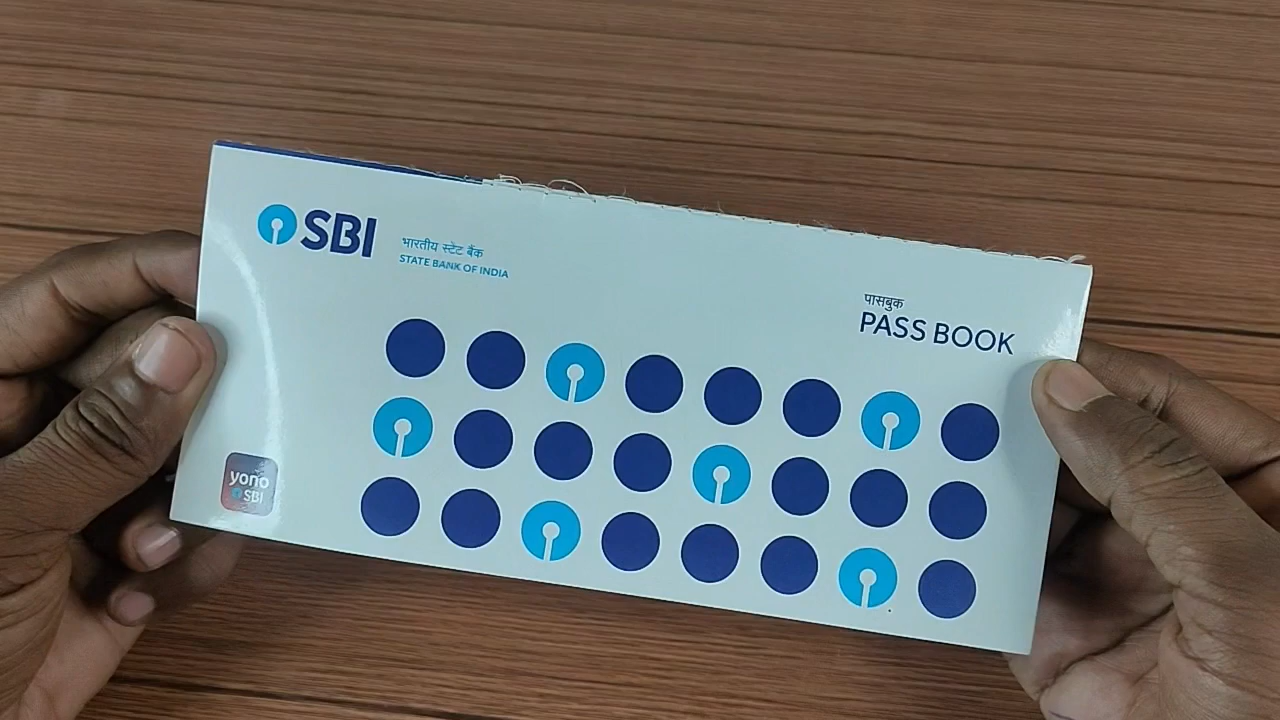 SBI
भारतीय स्टेट बैंक
STATE BANK OF INDIA
पासबुक
PASS BOOK
yono
SBI